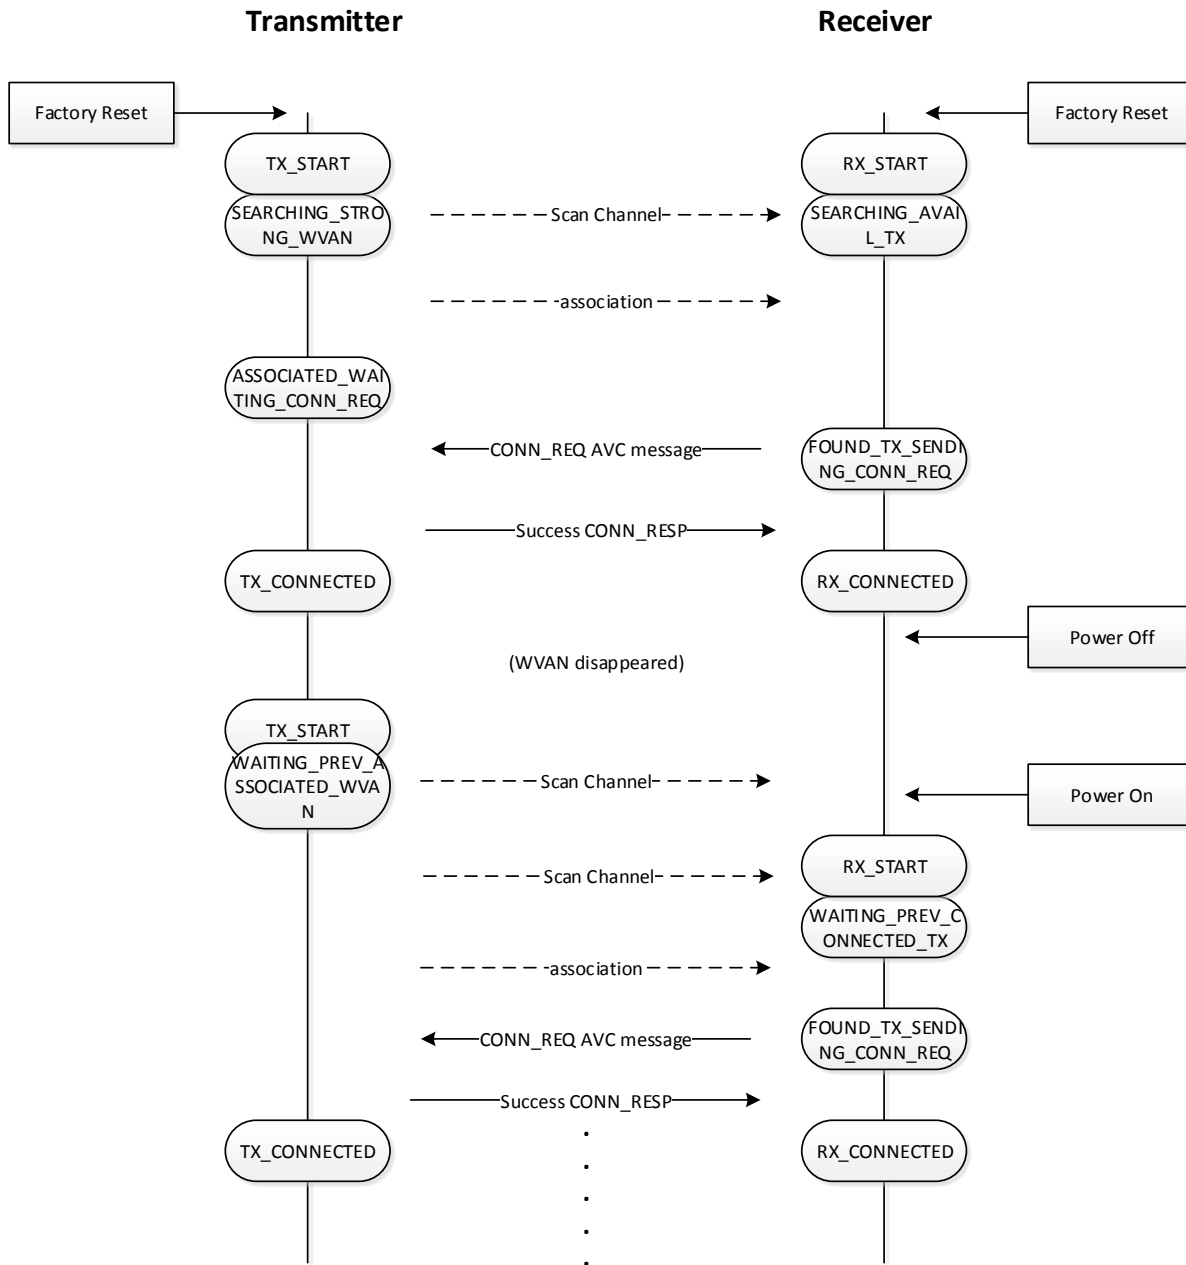 Transmitter
Receiver
Factory Reset
Factory Reset
TX_START
RX_START
SEARCHING_STRO
NG_WVAN
Scan Channel
SEARCHING_AVAI
L_TX
association
ASSOCIATED_WAI
TING_CONN_REQ
CONN_REQ AVC message
FOUND_TX_SENDI
NG_CONN_REQ
Success CONN_RESP
TX_CONNECTED
RX_CONNECTED
Power Off
(WVAN disappeared)
TX_START
WAITING_PREV_A
SSOCIATED_WVA
N
Scan Channel
Power On
RX_START
Scan Channel
WAITING_PREV_C
ONNECTED_TX
association
CONN_REQ AVC message
FOUND_TX_SENDI
NG_CONN_REQ
Success CONN_RESP
TX_CONNECTED
RX_CONNECTED